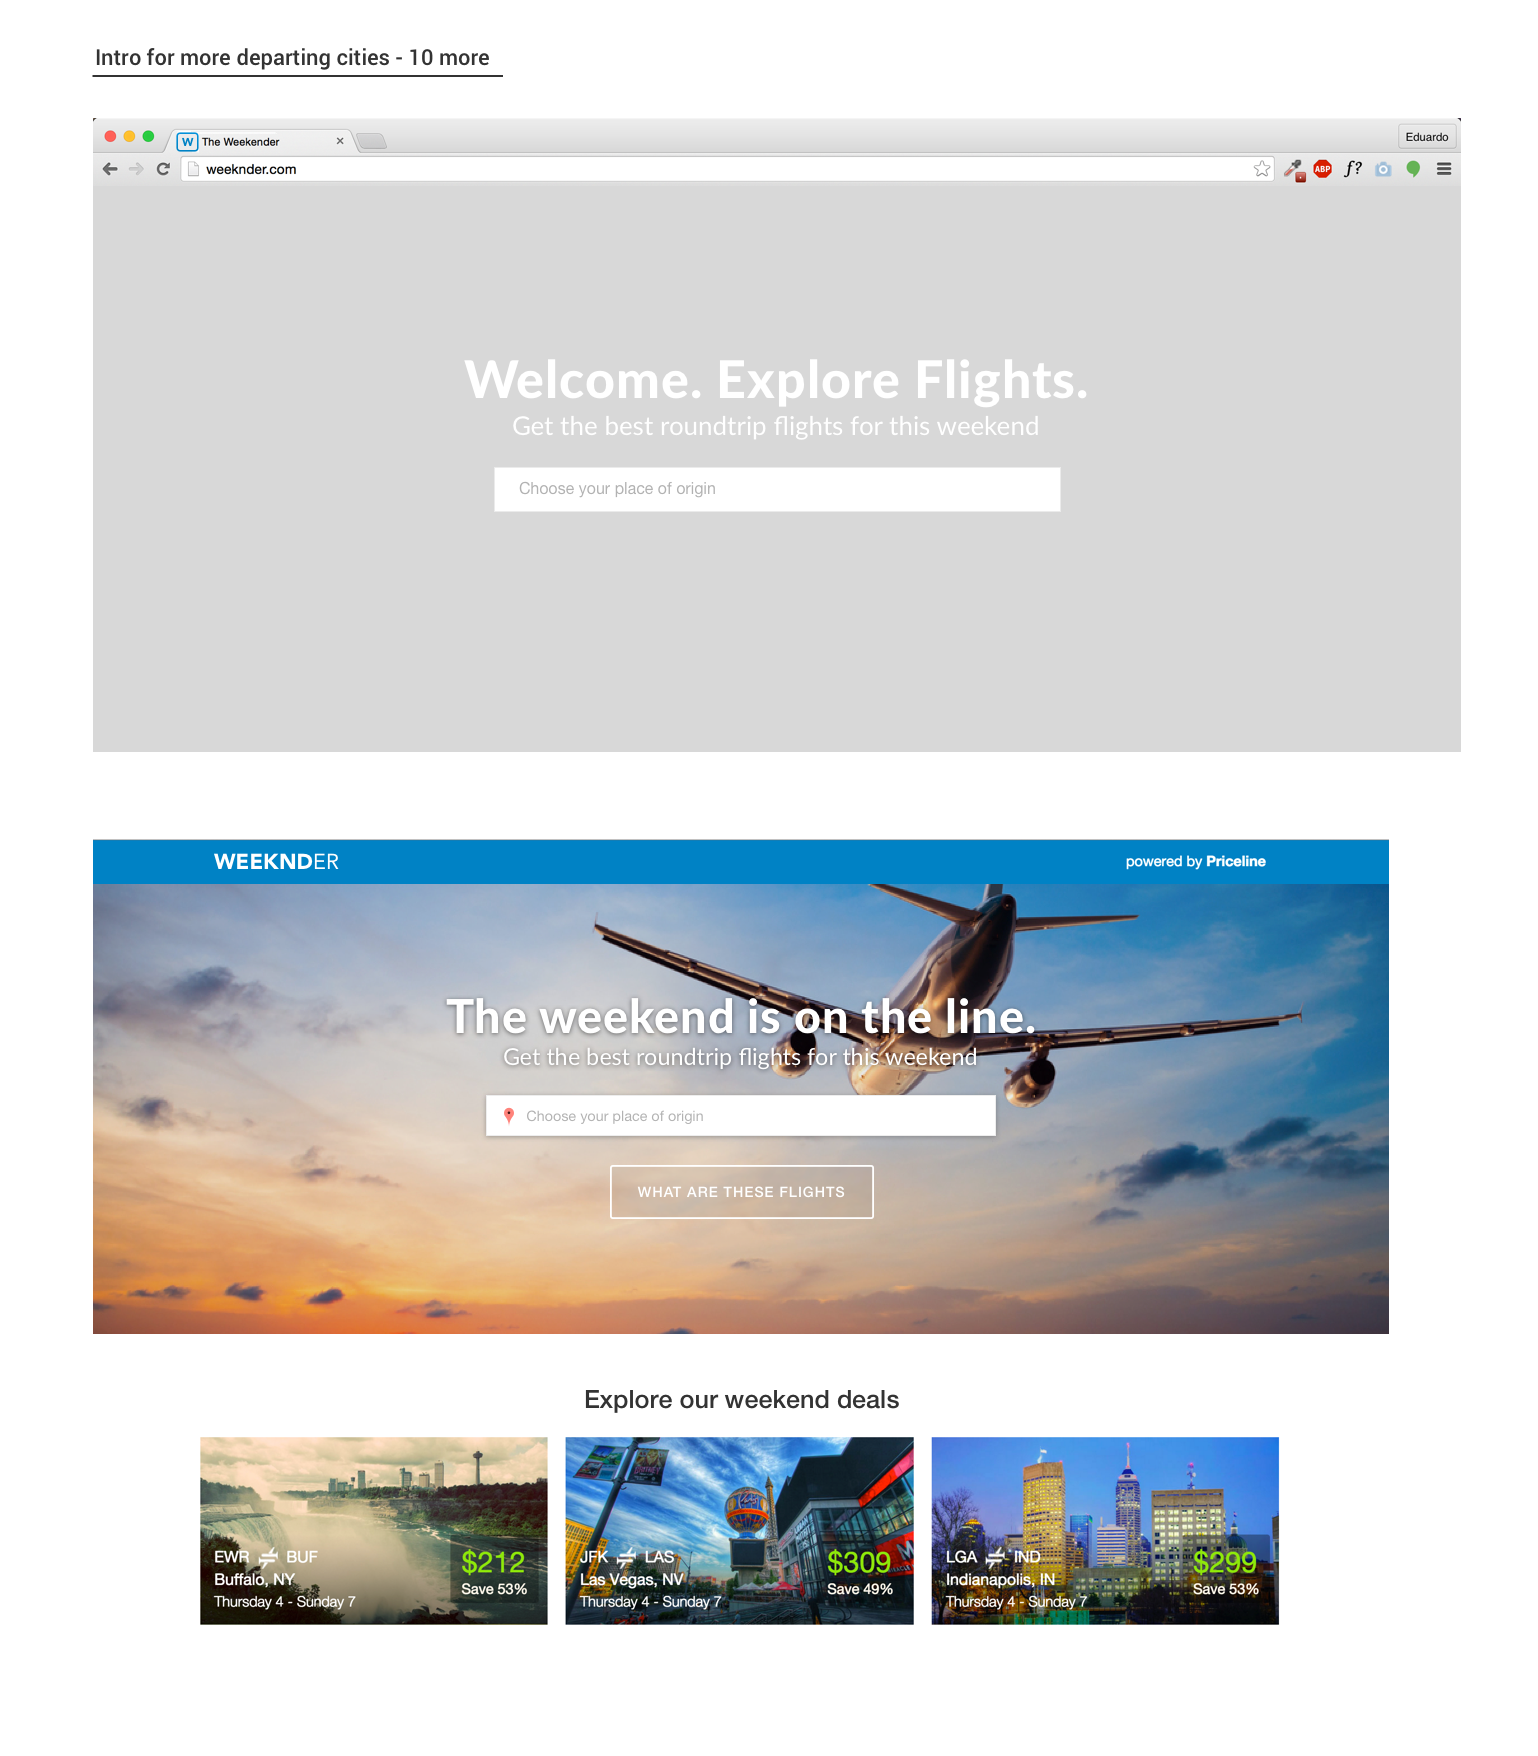 Intro for more departing cities - 10 more
The Weekender
Eduardo
weeknder.com
ABP
f?
Welcome. Explore Flights.
Get the best roundtrip flights for this weekend
Choose your place of origin
WEEKNDER
powered by Priceline
The weekend is on the line.
Get the best roundtrip flights for this weekend
Choose your place of origin
WHAT ARE THESE FLIGHTS
Explore our weekend deals
EWR BUF
Buffalo, NY
Thursday 4 - Sunday 7
$212
Save 53%
JFK LAS
Las Vegas, NV
Thursday 4 - Sunday 7
$309
Save 49%
LGA IND
Indianapolis, IN
Thursday 4 - Sunday 7
$299
Save 53%